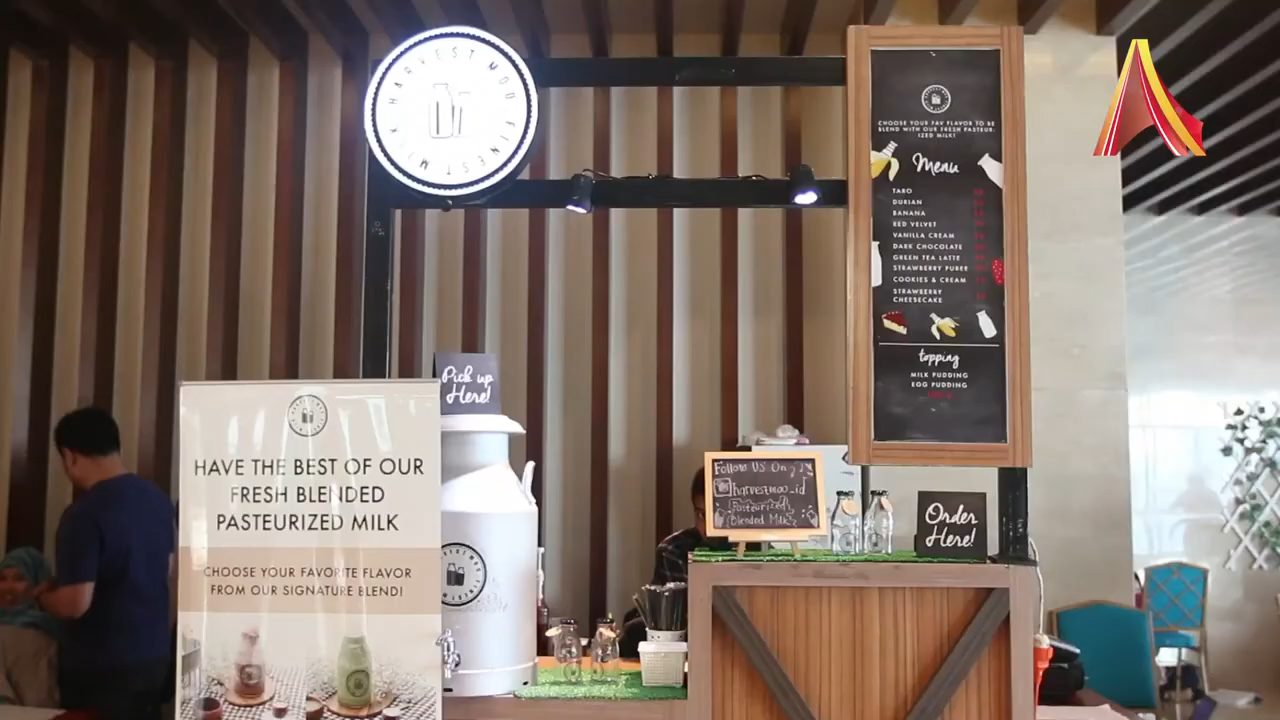 HARVEST MOO FINEST MILK
CHOOSE YOUR FAV FLAVOR TO BE
BLEND WITH OUR FRESH PASTEUR-
IZED MILK!
Menu
TARO
DURIAN
BANANA
RED VELVET
VANILLA CREAM
DARK CHOCOLATE
GREEN TEA LATTE
STRAWBERRY PUREE
COOKIES & CREAM
STRAWBERRY
CHEESECAKE
topping
MILK PUDDING
EGG PUDDING
Pick up
Here!
HAVE THE BEST OF OUR
FRESH BLENDED
PASTEURIZED MILK
CHOOSE YOUR FAVORITE FLAVOR
FROM OUR SIGNATURE BLEND!
Follow US On
harvestmoo_id
Pasteurized
Blended Milk
Order
Here!